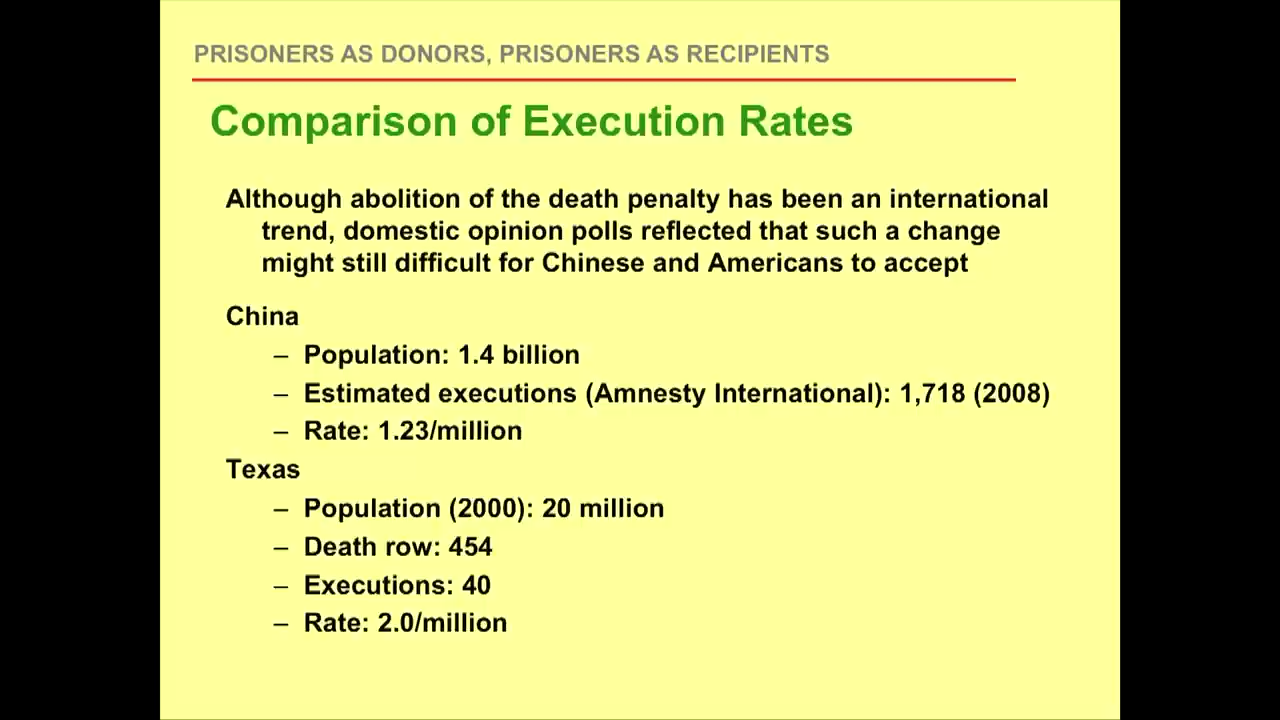 PRISONERS AS DONORS, PRISONERS AS RECIPIENTS
Comparison of Execution Rates
Although abolition of the death penalty has been an international
trend, domestic opinion polls reflected that such a change
might still difficult for Chinese and Americans to accept
China
– Population: 1.4 billion
– Estimated executions (Amnesty International): 1,718 (2008)
– Rate: 1.23/million
Texas
– Population (2000): 20 million
– Death row: 454
– Executions: 40
– Rate: 2.0/million